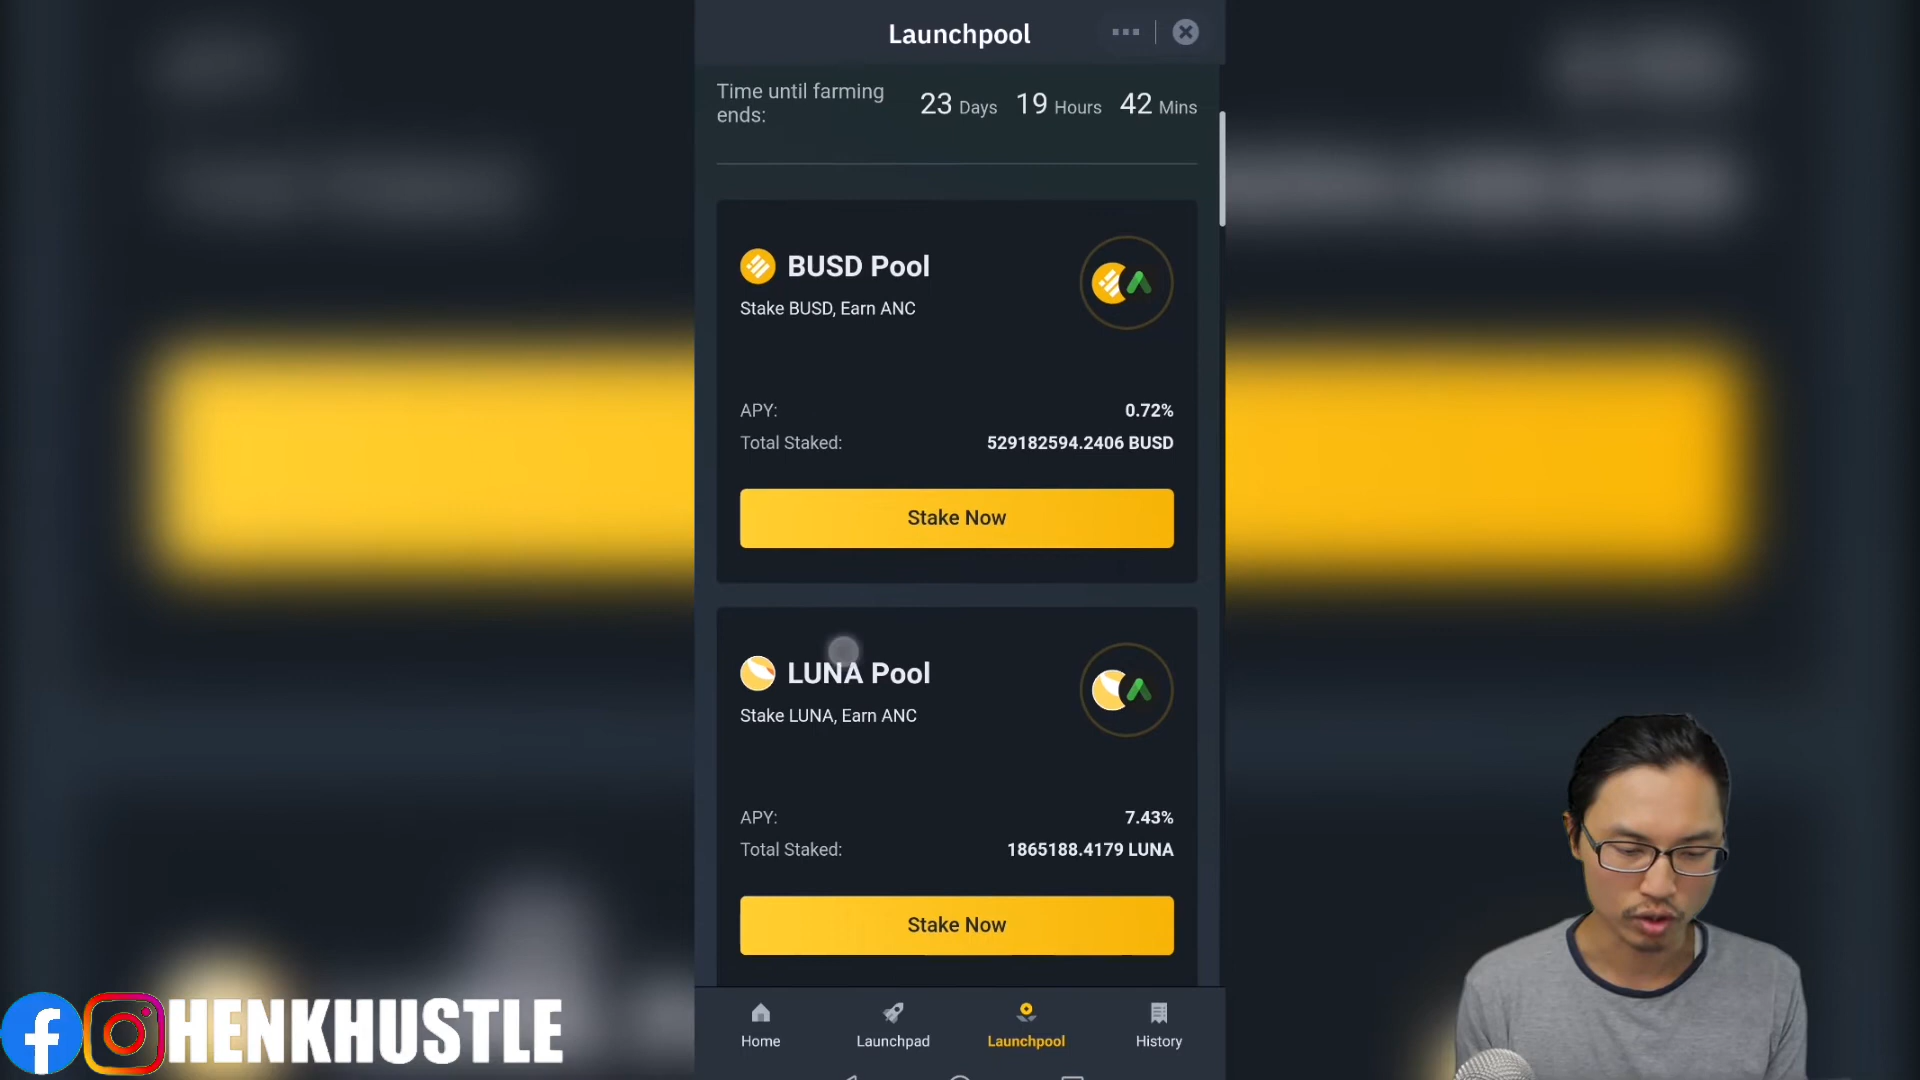 Launchpool
Time until farming
ends:
23 Days 19 Hours 42 Mins
BUSD Pool
Stake BUSD, Earn ANC
APY:
0.72%
Total Staked:
529182594.2406 BUSD
Stake Now
LUNA Pool
Stake LUNA, Earn ANC
APY:
7.43%
Total Staked:
1865188.4179 LUNA
Stake Now
Home
Launchpad
Launchpool
History
HENKHUSTLE